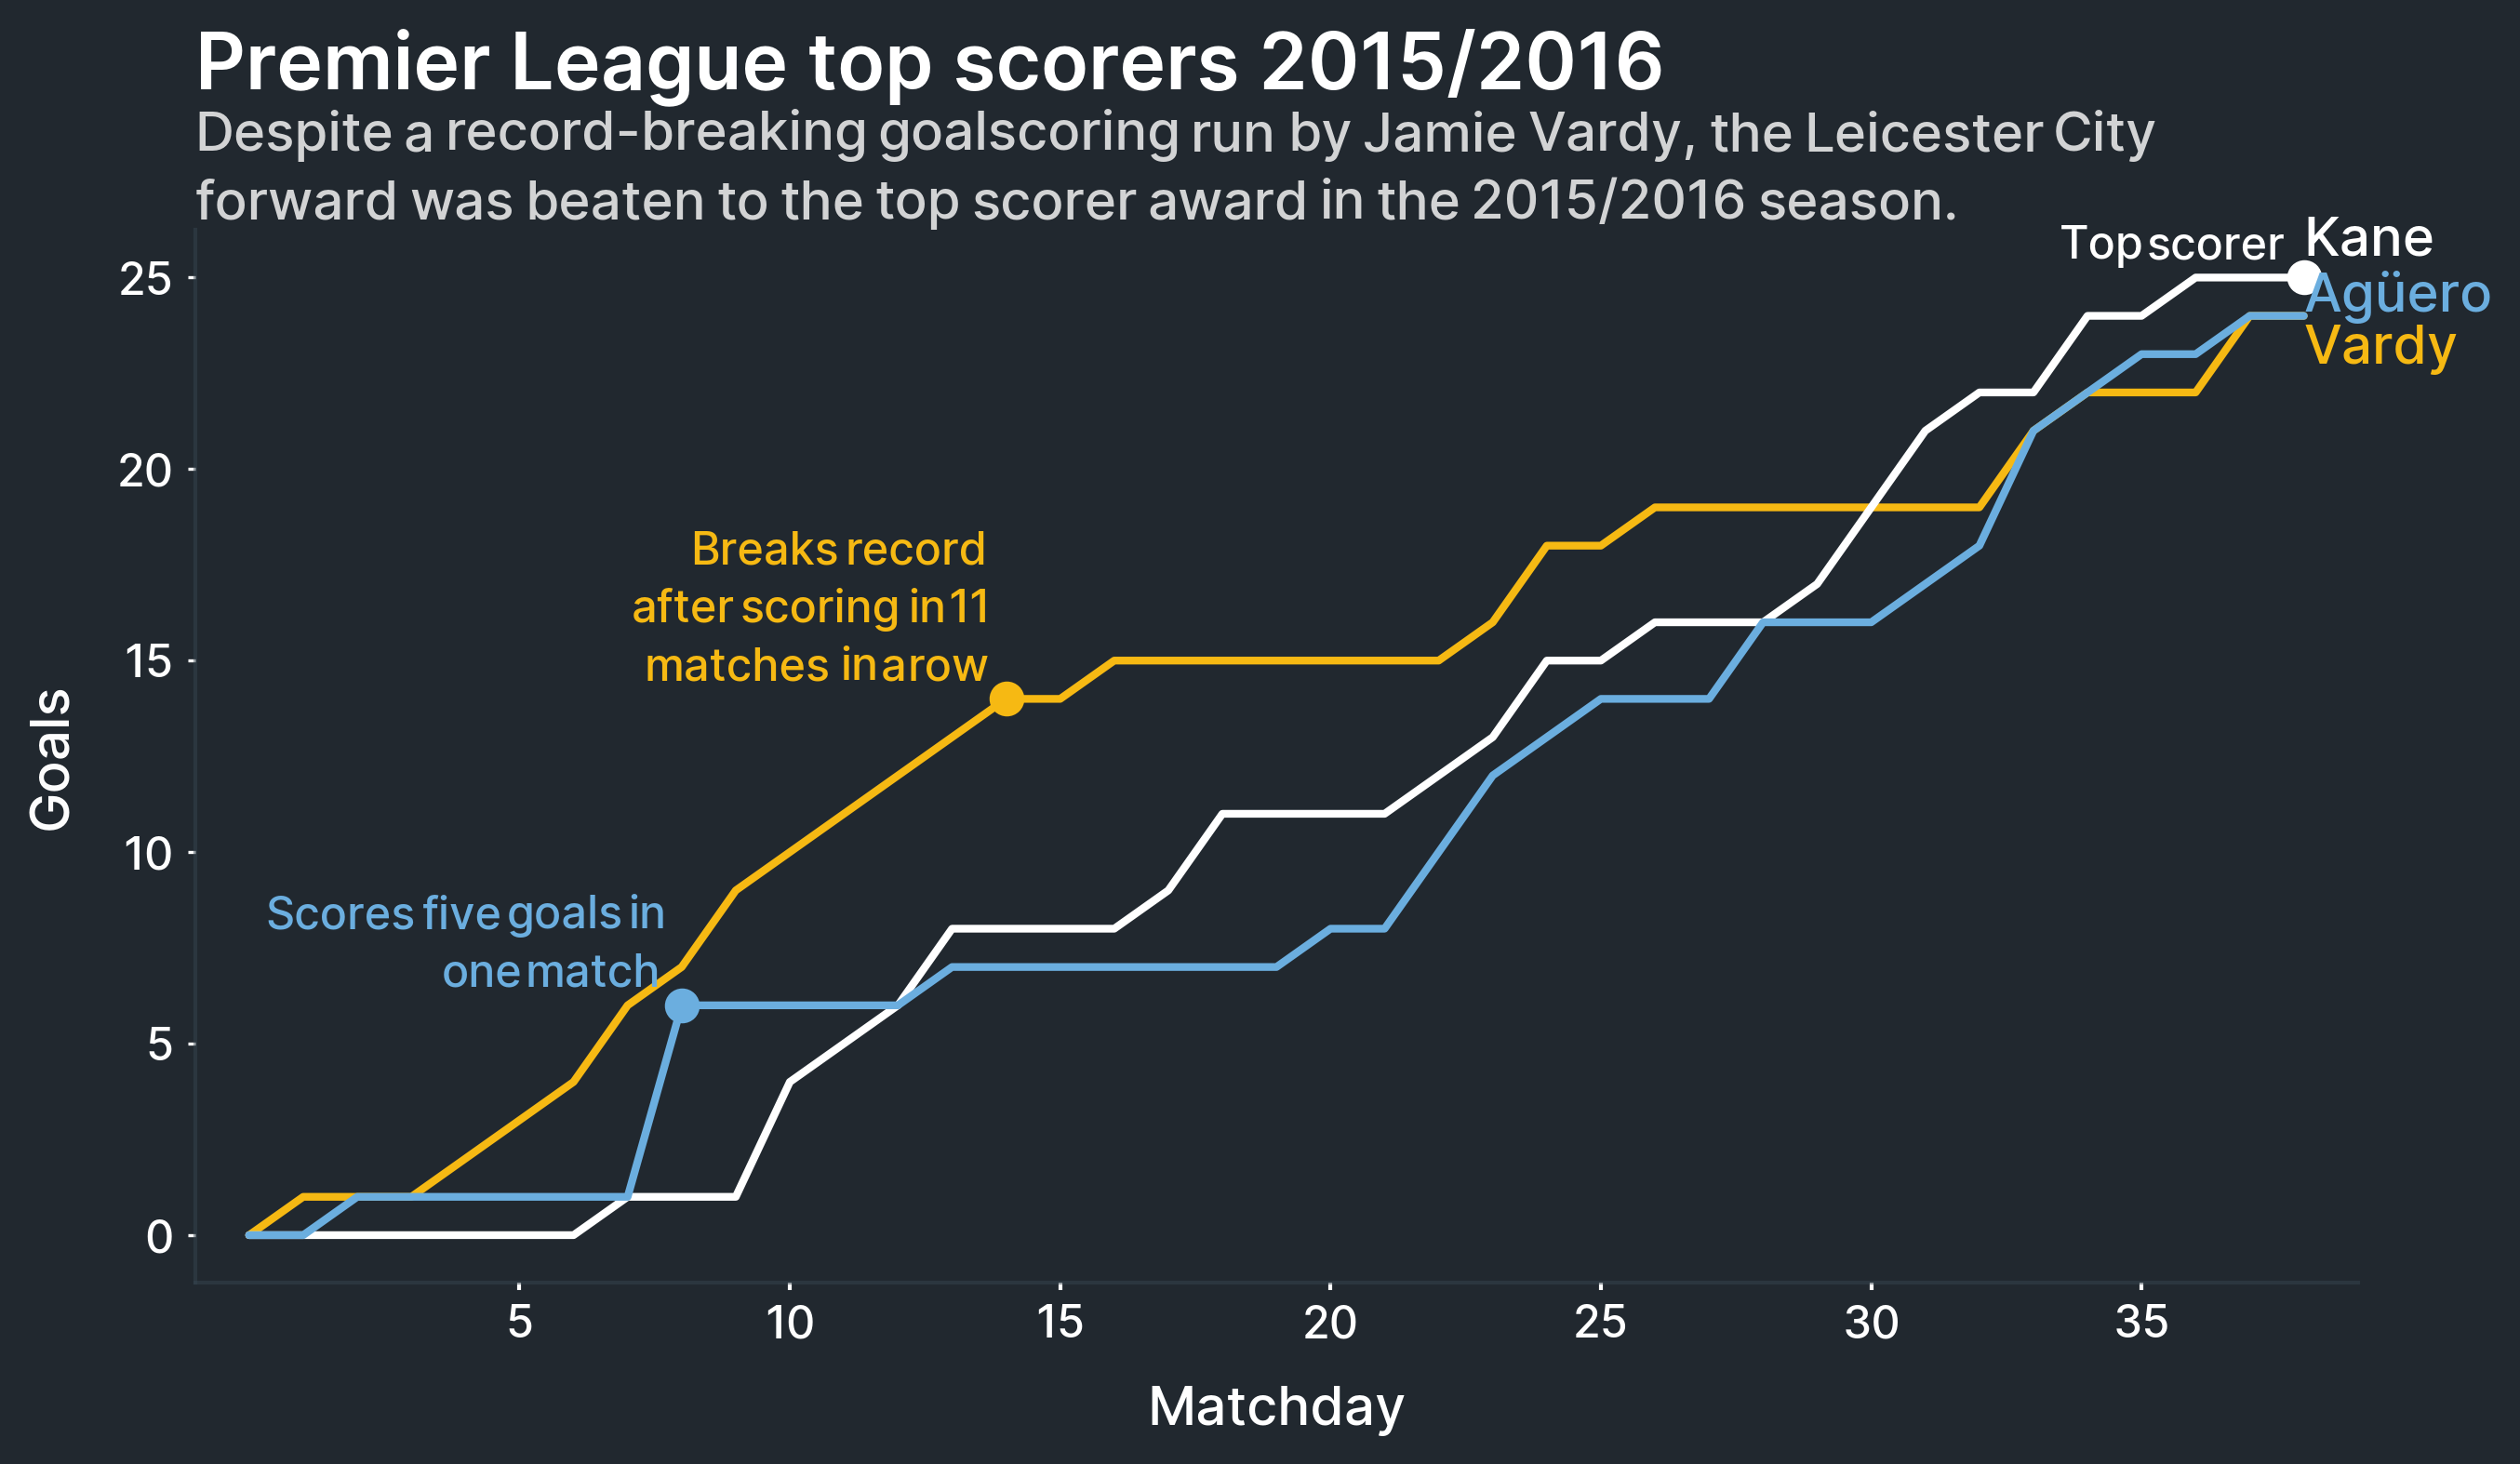 Premier League top scorers 2015/2016
Despite a record-breaking goalscoring run by Jamie Vardy, the Leicester City
forward was beaten to the top scorer award in the 2015/2016 season.
Top scorer
Kane
Agüero
Vardy
25
20
15
10
5
0
Goals
Breaks record
after scoring in 11
matches in a row
Scores five goals in
one match
5
10
15
20
25
30
35
Matchday